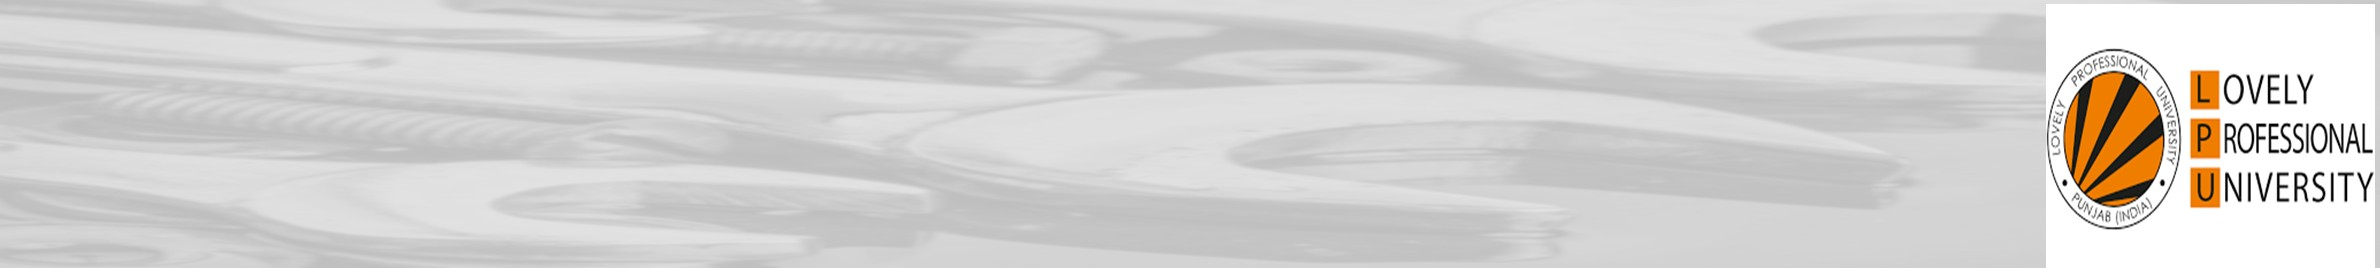 LOVELY PROFESSIONAL UNIVERSITY
PUNJAB (INDIA)
LOVELY
PROFESSIONAL
UNIVERSITY